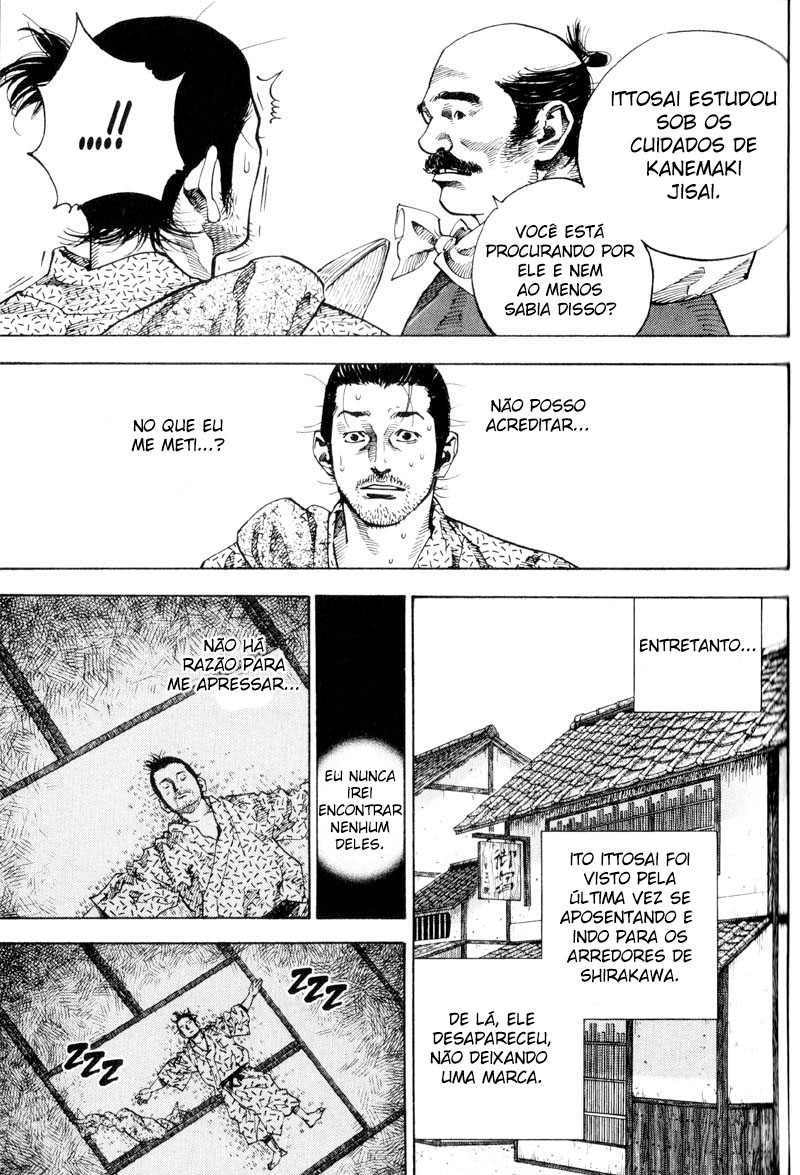 ITTOSAI ESTUDOU
SOB OS
CUIDADOS DE
KANEMAKI
JISAI.
VOCÊ ESTÁ
PROCURANDO POR
ELE E NEM
AO MENOS
SABIA DISSO?
.....!!
NÃO POSSO
ACREDITAR...
NO QUE EU
ME METI...?
ENTRETANTO...
ITO ITTOSAI FOI
VISTO PELA
ÚLTIMA VEZ SE
APOSENTANDO E
INDO PARA OS
ARREDORES DE
SHIRAKAWA.
DE LÁ, ELE
DESAPARECEU,
NÃO DEIXANDO
UMA MARCA.
EU NUNCA
IREI
ENCONTRAR
NENHUM
DELES.
NÃO HÁ
RAZÃO PARA
ME APRESSAR...
ZZZ
ZZZ